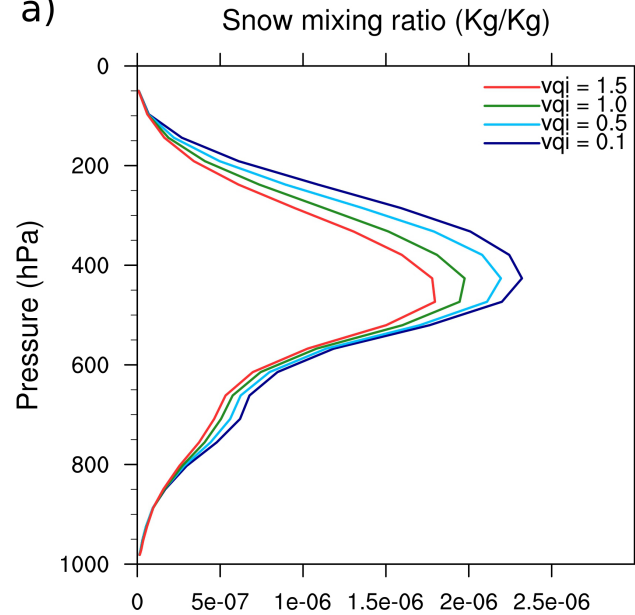 a)
Snow mixing ratio (Kg/Kg)
0
vqi = 1.5
vqi = 1.0
vqi = 0.5
vqi = 0.1
200
400
600
800
1000
Pressure (hPa)
0 5e-07 1e-06 1.5e-06 2e-06 2.5e-06